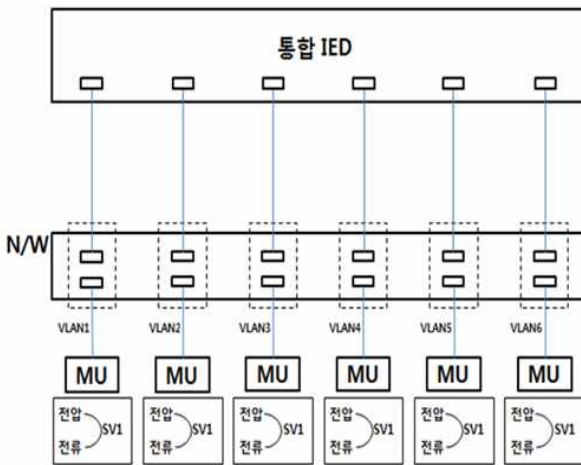 통합 IED
N/W
VLAN1 VLAN2 VLAN3 VLAN4 VLAN5 VLAN6
MU MU MU MU MU MU
전압 전압 전압 전압 전압 전압
SV1 SV1 SV1 SV1 SV1 SV1
전류 전류 전류 전류 전류 전류